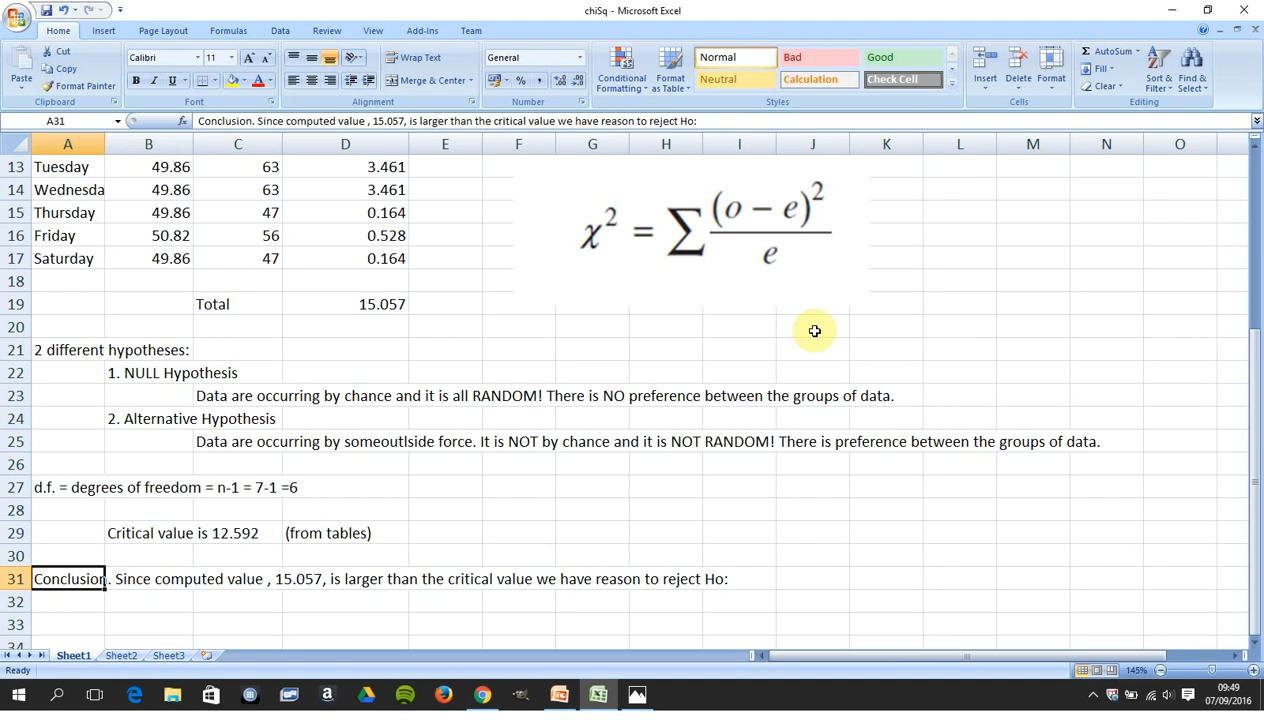 chiSq - Microsoft Excel
Home Insert Page Layout Formulas Data Review View Add-Ins Team
Paste
Cut
Copy
Format Painter
Clipboard
Calibri 11
B I U
Font
Wrap Text
Merge & Center
Alignment
General
Number
Conditional Formatting
Format as Table
Normal Bad Good
Neutral Calculation Check Cell
Styles
Insert Delete Format
Cells
AutoSum
Fill
Clear
Sort & Filter
Find & Select
Editing
A31 fx Conclusion. Since computed value , 15.057, is larger than the critical value we have reason to reject Ho:
A B C D E F G H I J K L M N O
13 Tuesday 49.86 63 3.461
14 Wednesda 49.86 63 3.461
15 Thursday 49.86 47 0.164
16 Friday 50.82 56 0.528
17 Saturday 49.86 47 0.164
χ² = ∑ (o − e)² / e
18
19 Total 15.057
20
21 2 different hypotheses:
22 1. NULL Hypothesis
23 Data are occurring by chance and it is all RANDOM! There is NO preference between the groups of data.
24 2. Alternative Hypothesis
25 Data are occurring by someoutlside force. It is NOT by chance and it is NOT RANDOM! There is preference between the groups of data.
26
27 d.f. = degrees of freedom = n-1 = 7-1 =6
28
29 Critical value is 12.592 (from tables)
30
31 Conclusion. Since computed value , 15.057, is larger than the critical value we have reason to reject Ho:
32
33
34
Sheet1 Sheet2 Sheet3
Ready 145%
09:49
07/09/2016